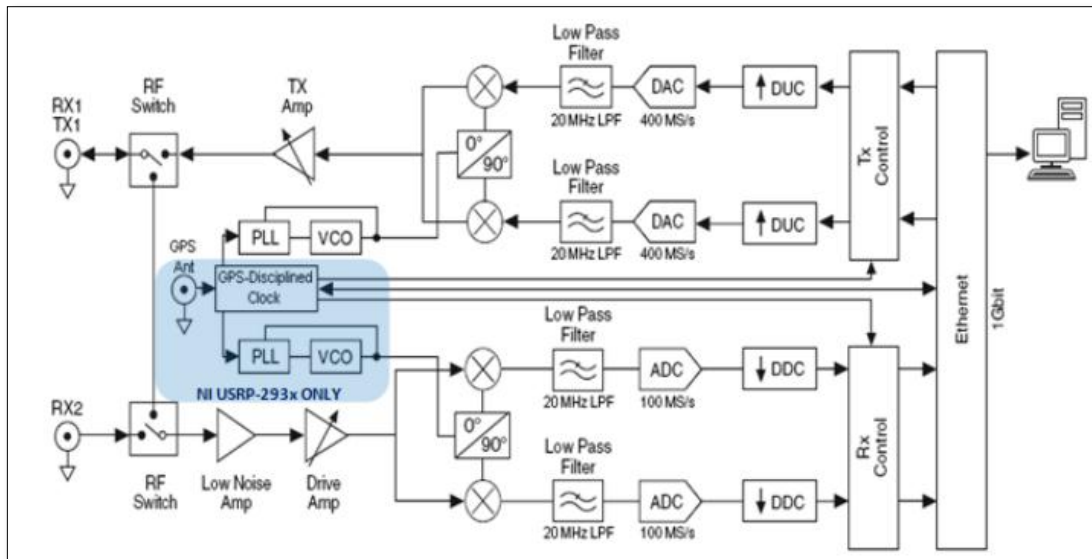 Low Pass
Filter
20 MHz LPF
DAC
400 MS/s
DUC
RX1
TX1
RF
Switch
TX
Amp
0°
90°
Low Pass
Filter
20 MHz LPF
DAC
400 MS/s
DUC
Tx
Control
PLL
VCO
GPS
Ant
GPS-Disciplined
Clock
PLL
VCO
NI USRP-293x ONLY
Ethernet
1Gbit
Low Pass
Filter
20 MHz LPF
ADC
100 MS/s
DDC
RX2
RF
Switch
Low Noise
Amp
Drive
Amp
0°
90°
Low Pass
Filter
20 MHz LPF
ADC
100 MS/s
DDC
Rx
Control